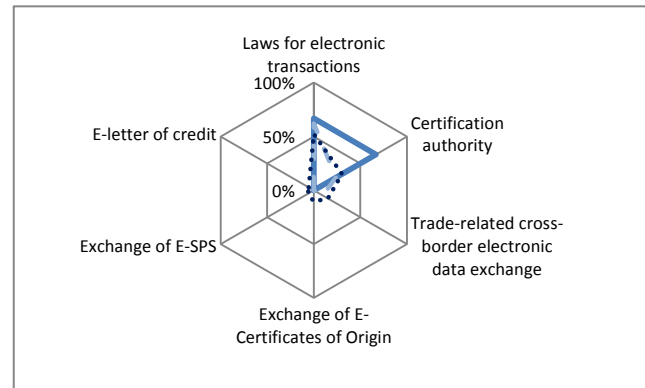 Laws for electronic
transactions
100%
50%
0%
Certification
authority
Trade-related cross-
border electronic
data exchange
Exchange of E-
Certificates of Origin
Exchange of E-SPS
E-letter of credit